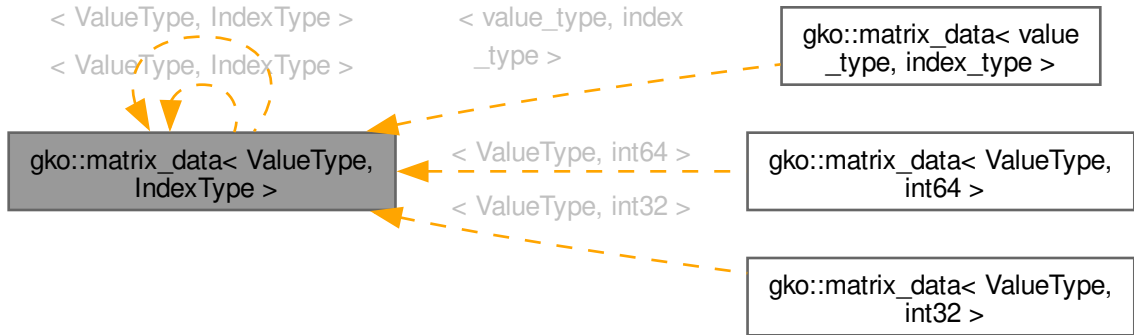 < ValueType, IndexType >
< ValueType, IndexType >
gko::matrix_data< ValueType,
IndexType >
< value_type, index
_type >
< ValueType, int64 >
< ValueType, int32 >
gko::matrix_data< value
_type, index_type >
gko::matrix_data< ValueType,
int64 >
gko::matrix_data< ValueType,
int32 >